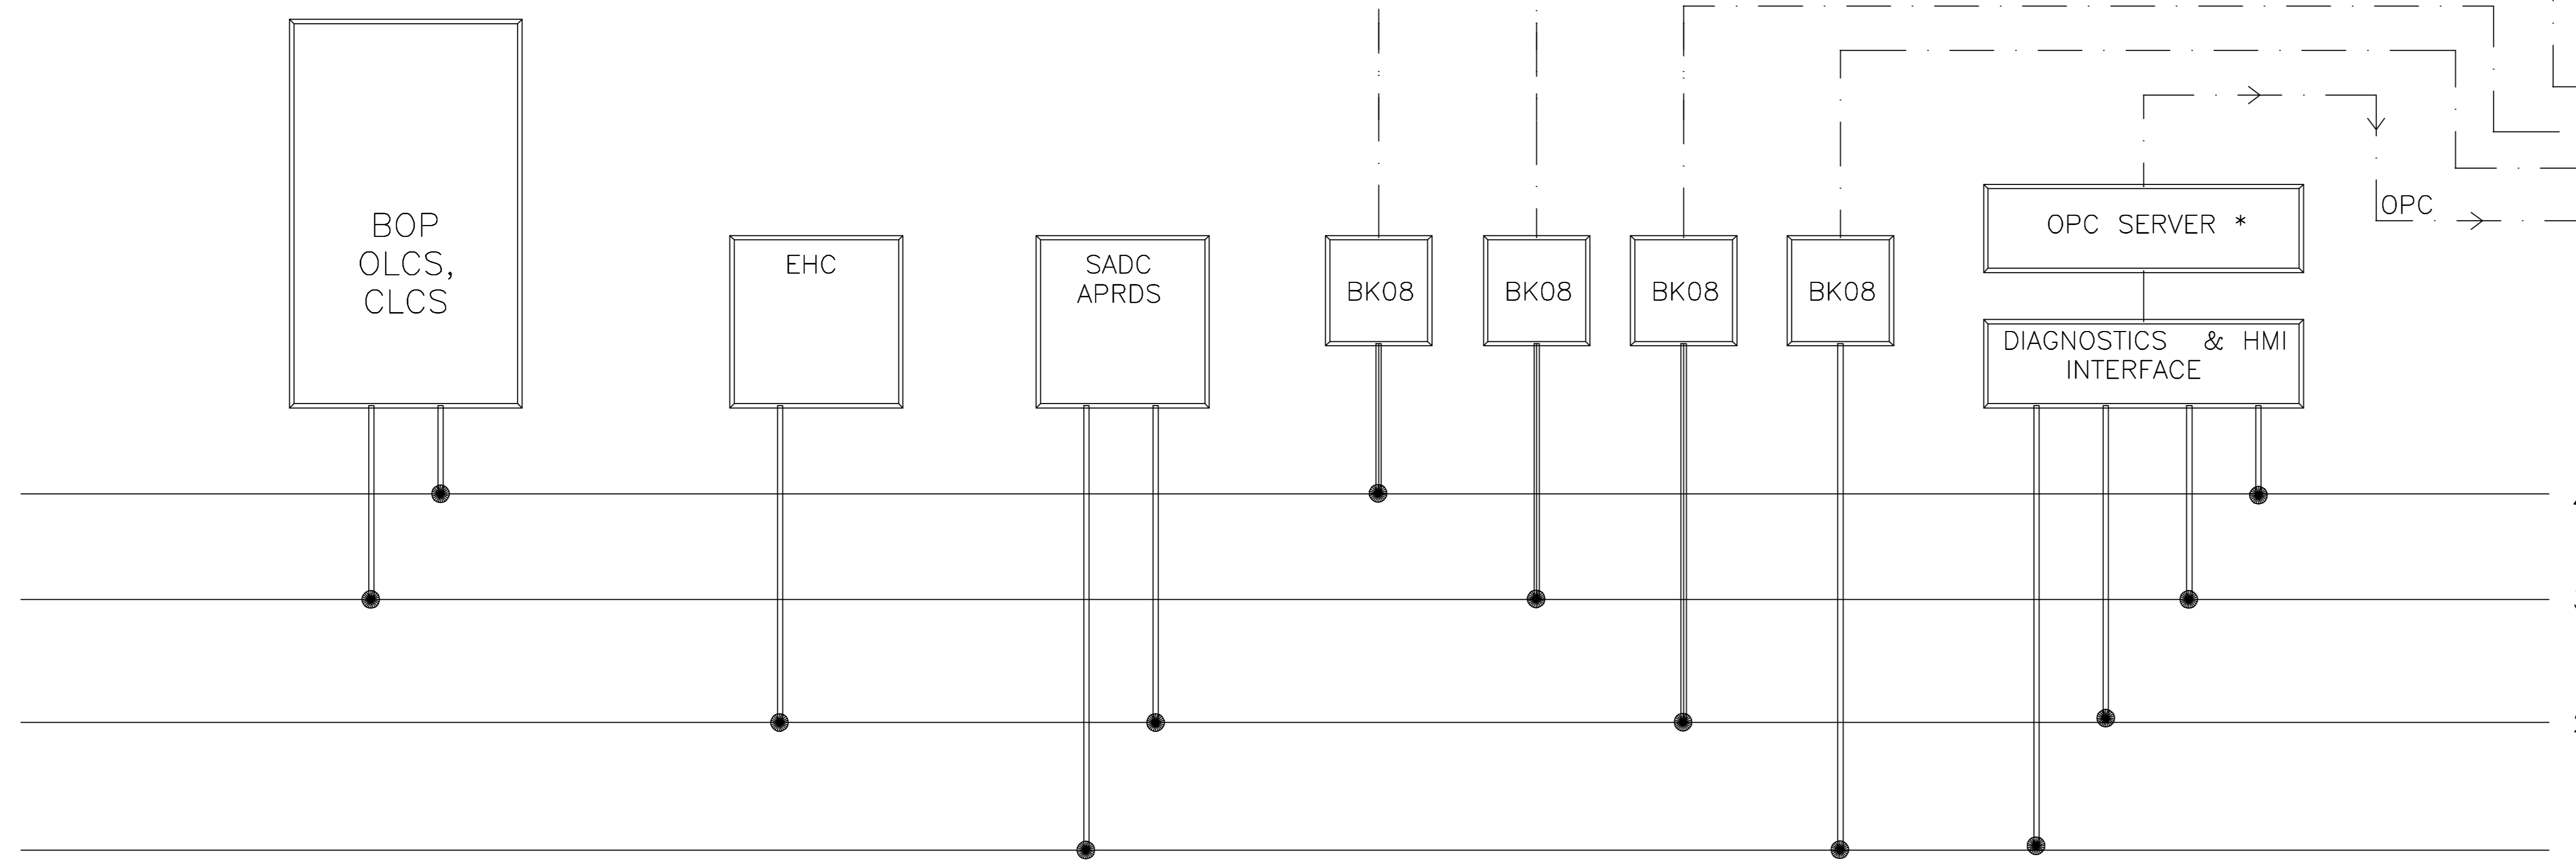 BOP
OLCS,
CLCS
EHC
SADC
APRDS
BK08
BK08
BK08
BK08
OPC SERVER *
OPC
DIAGNOSTICS & HMI
INTERFACE